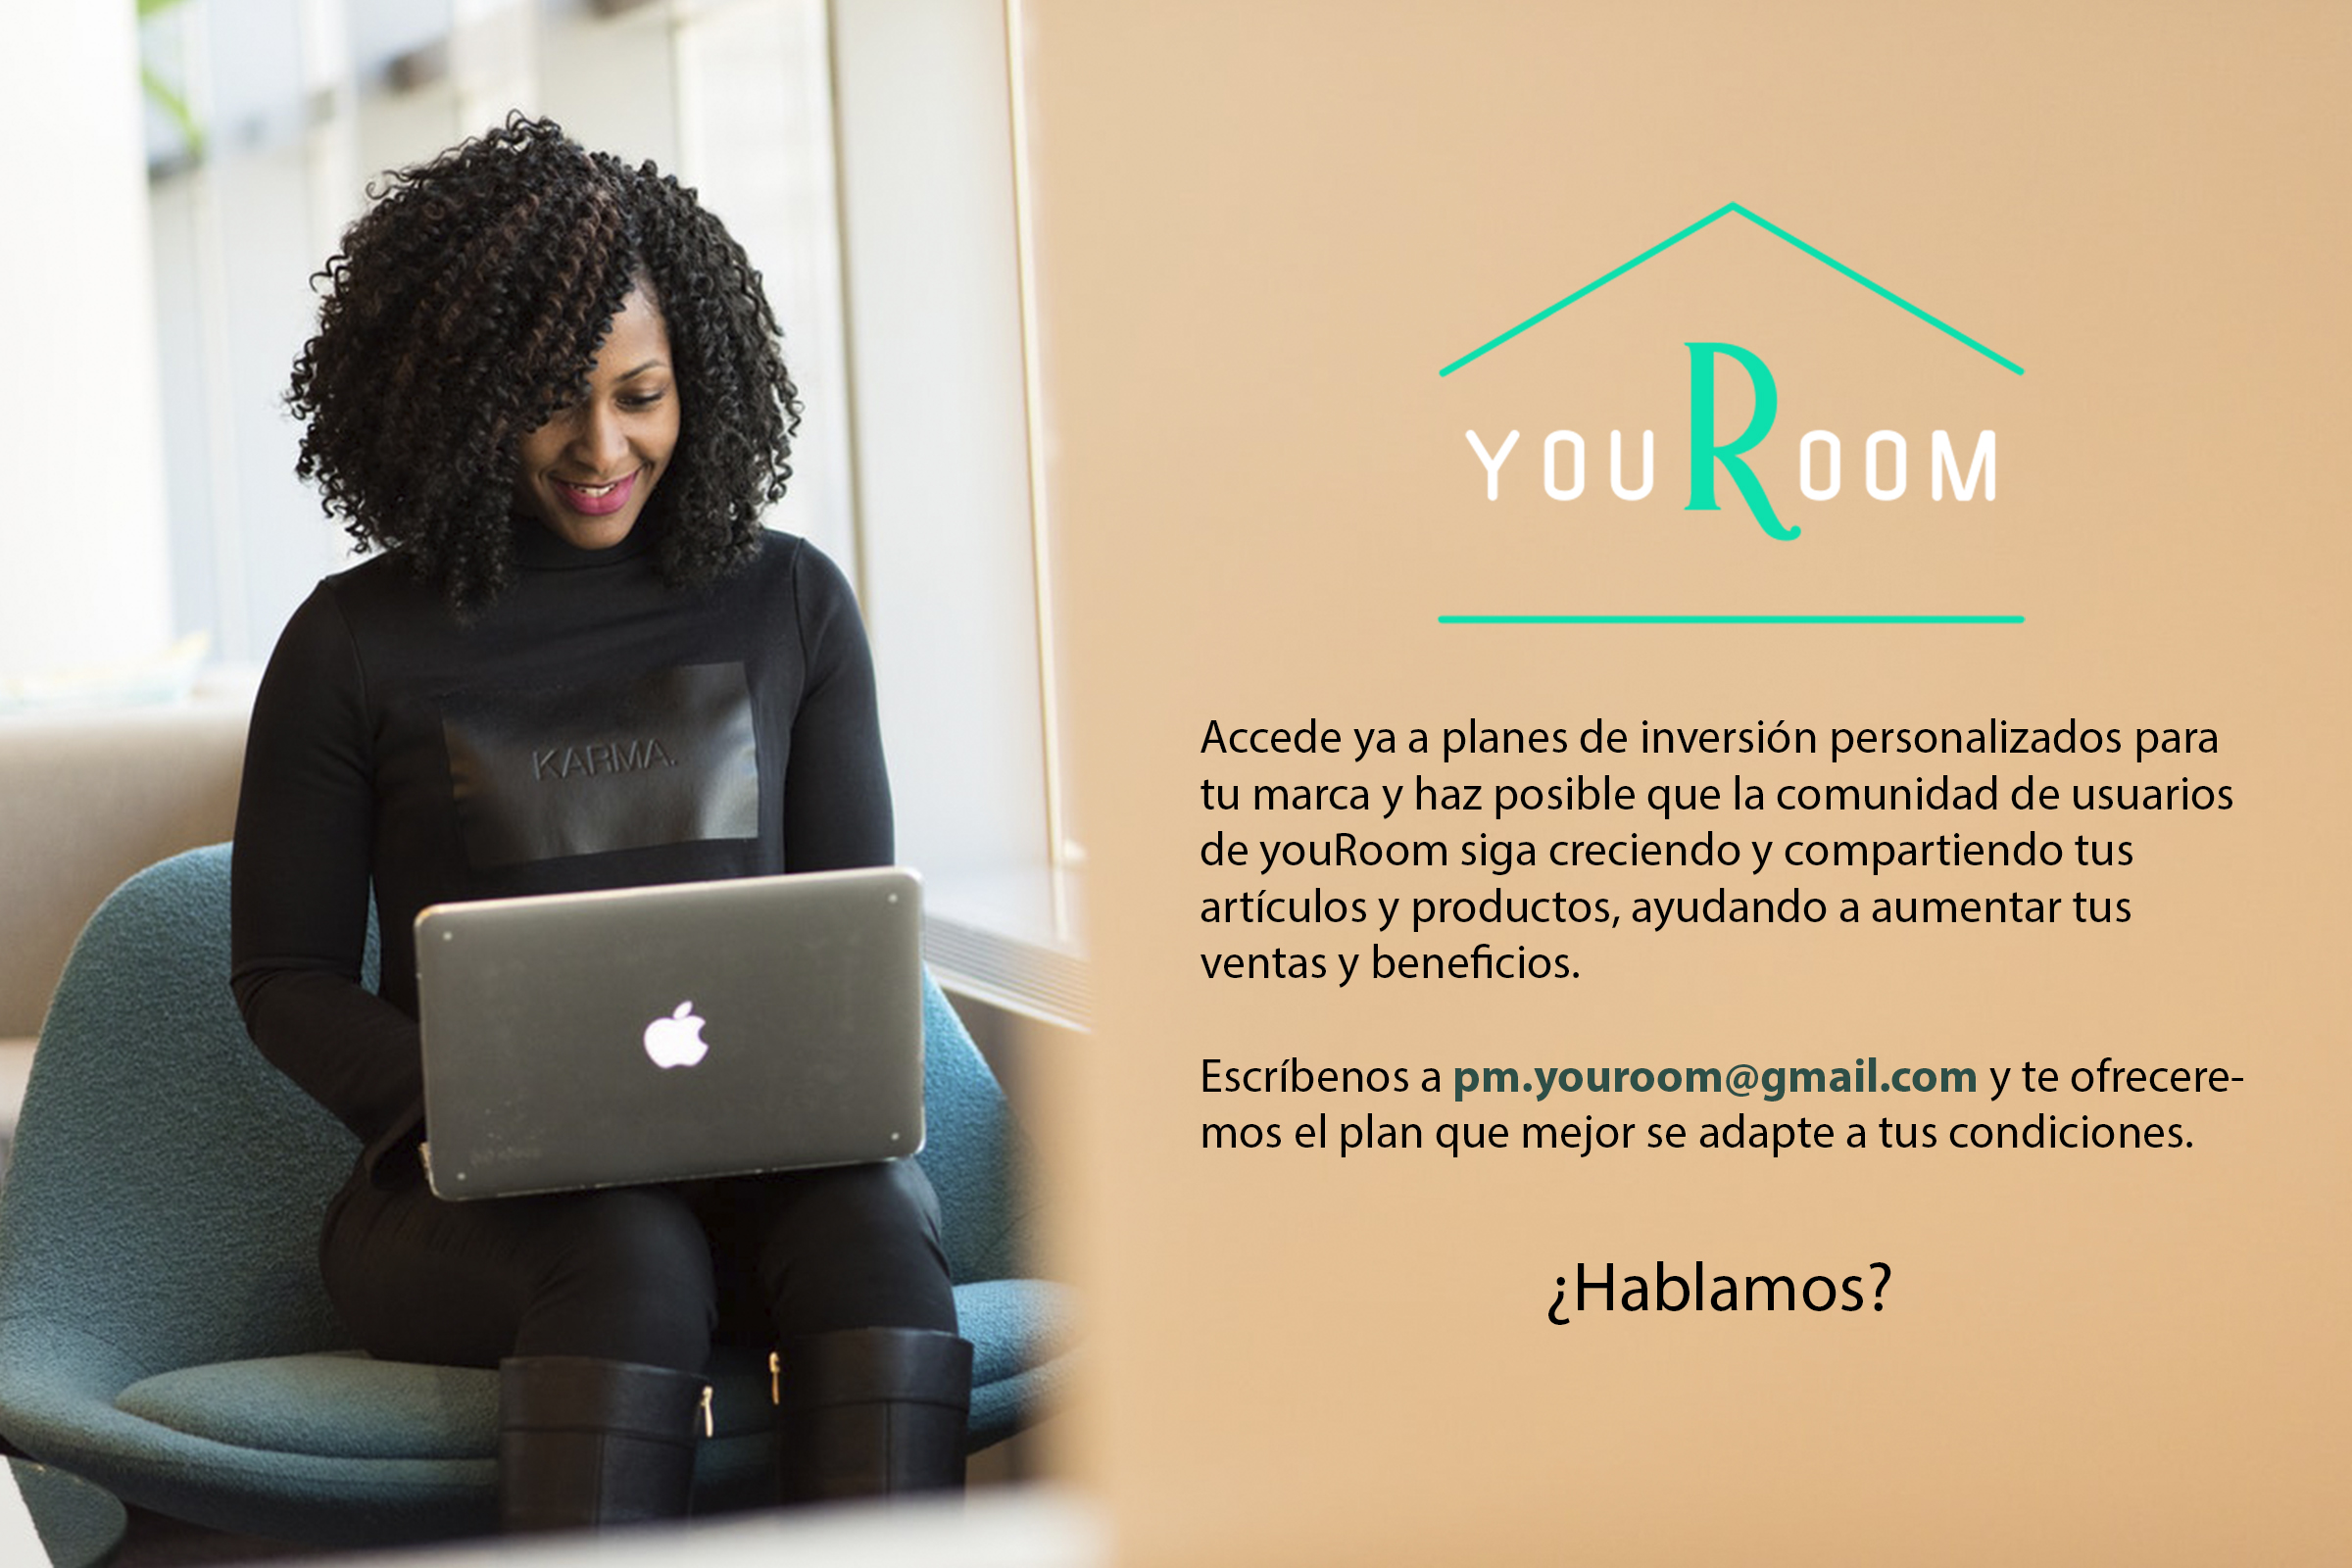 KARMA.
YOUROOM
Accede ya a planes de inversión personalizados para
tu marca y haz posible que la comunidad de usuarios
de youRoom siga creciendo y compartiendo tus
artículos y productos, ayudando a aumentar tus
ventas y beneficios.
Escríbenos a pm.youroom@gmail.com y te ofrecere-
mos el plan que mejor se adapte a tus condiciones.
¿Hablamos?